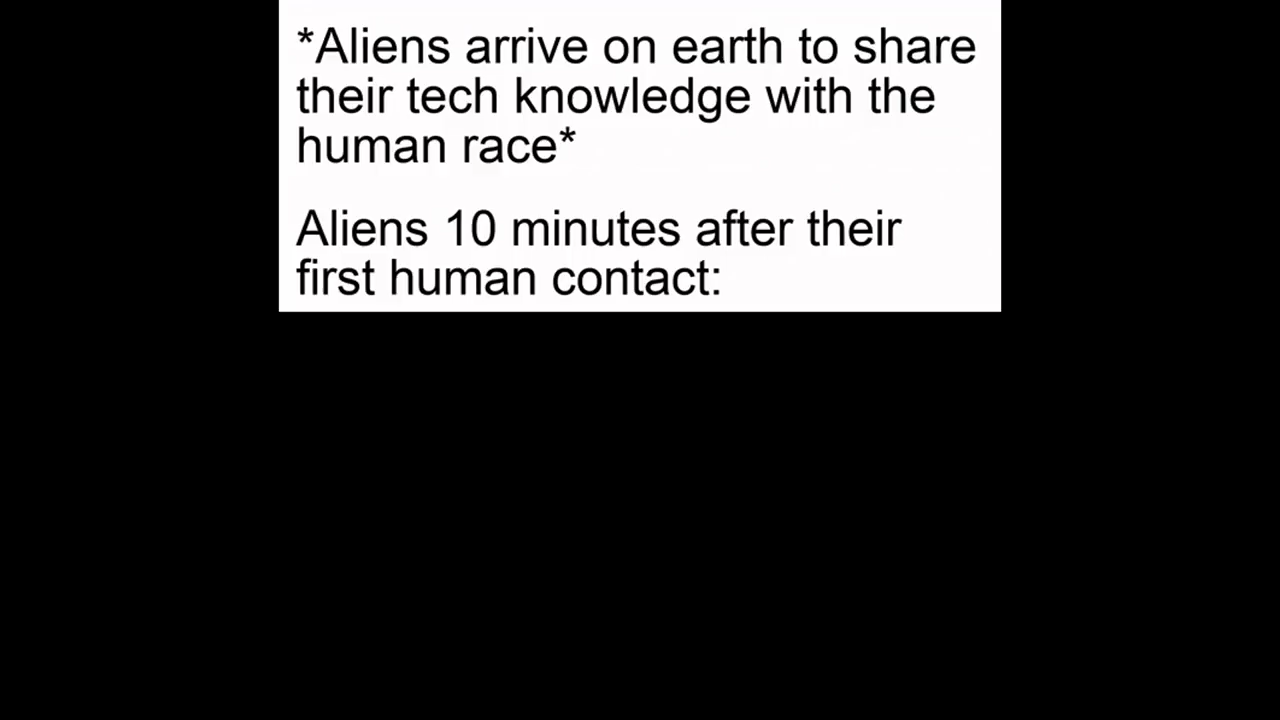 *Aliens arrive on earth to share
their tech knowledge with the
human race*
Aliens 10 minutes after their
first human contact: